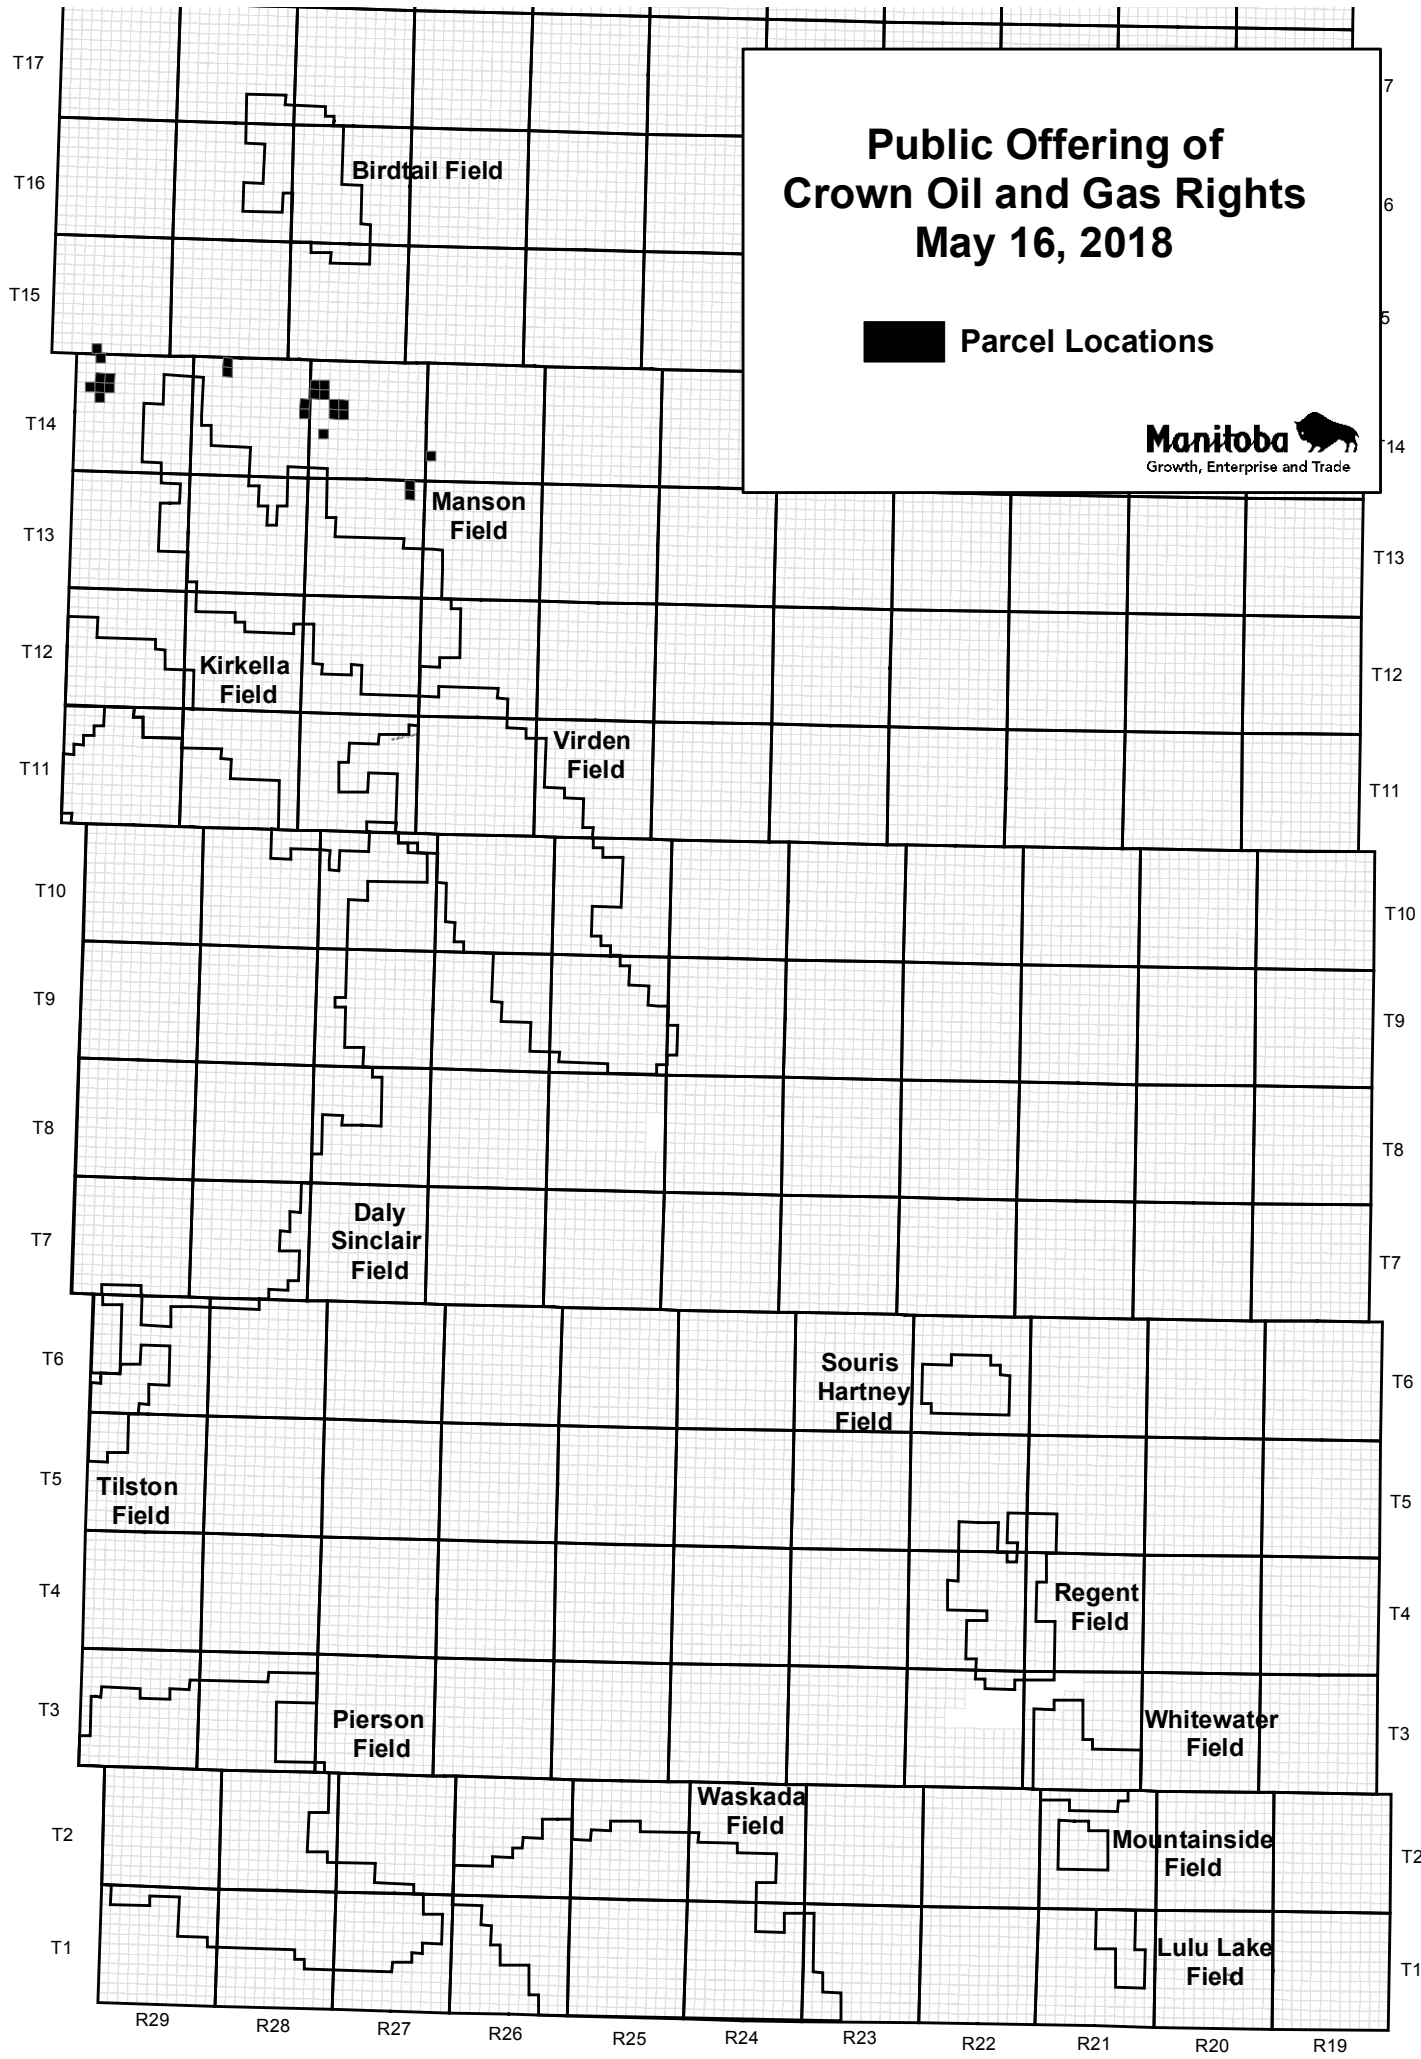 T17
7
Public Offering of
Crown Oil and Gas Rights
May 16, 2018
Birdtail Field
T16
6
T15
5
Parcel Locations
T14
Manitoba
14
Growth, Enterprise and Trade
Manson
Field
T13
T13
T12
Kirkella
Field
T12
Virden
Field
T11
T11
T10
T10
T9
T9
T8
T8
Daly
Sinclair
Field
T7
T7
T6
Souris
Hartney
Field
T6
T5
Tilston
Field
T5
T4
Regent
Field
T4
T3
Pierson
Field
Whitewater
Field
T3
Waskada
Field
T2
Mountainside
Field
T2
T1
Lulu Lake
Field
T1
R29
R28
R27
R26
R25
R24
R23
R22
R21
R20
R19